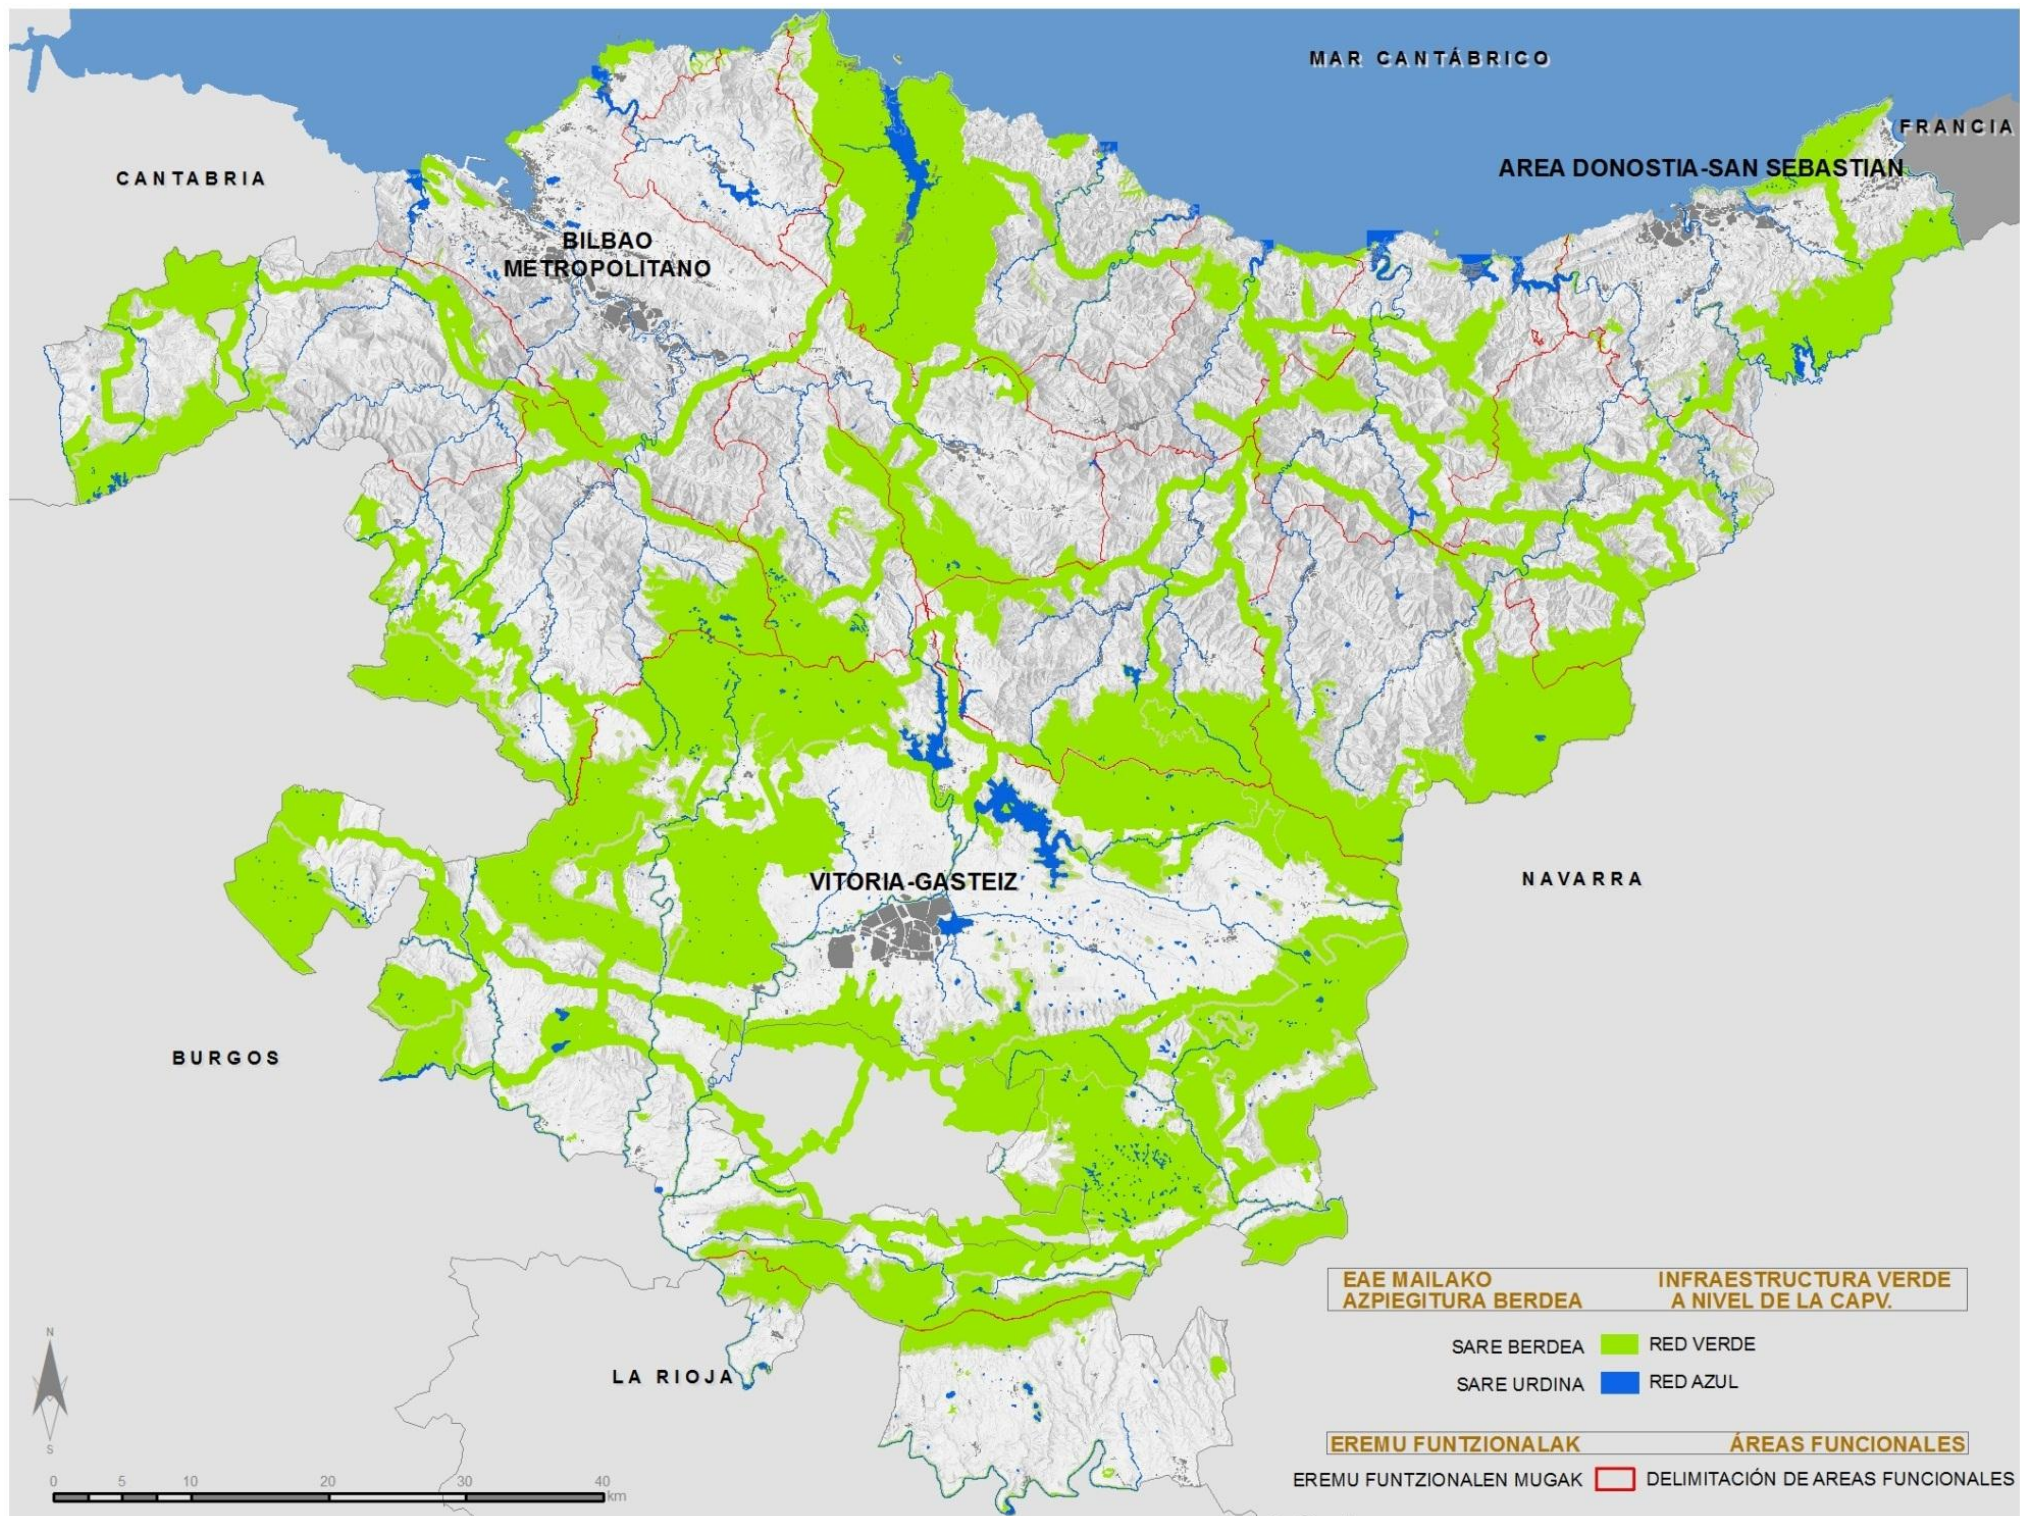 MAR CANTÁBRICO
FRANCIA
AREA DONOSTIA-SAN SEBASTIAN
CANTABRIA
BILBAO
METROPOLITANO
VITORIA-GASTEIZ
NAVARRA
BURGOS
LA RIOJA
EAE MAILAKO
AZPIEGITURA BERDEA
INFRAESTRUCTURA VERDE
A NIVEL DE LA CAPV.
SARE BERDEA RED VERDE
SARE URDINA RED AZUL
EREMU FUNTZIONALAK ÁREAS FUNCIONALES
EREMU FUNTZIONALEN MUGAK DELIMITACIÓN DE AREAS FUNCIONALES
N
S
0 5 10 20 30 40
km